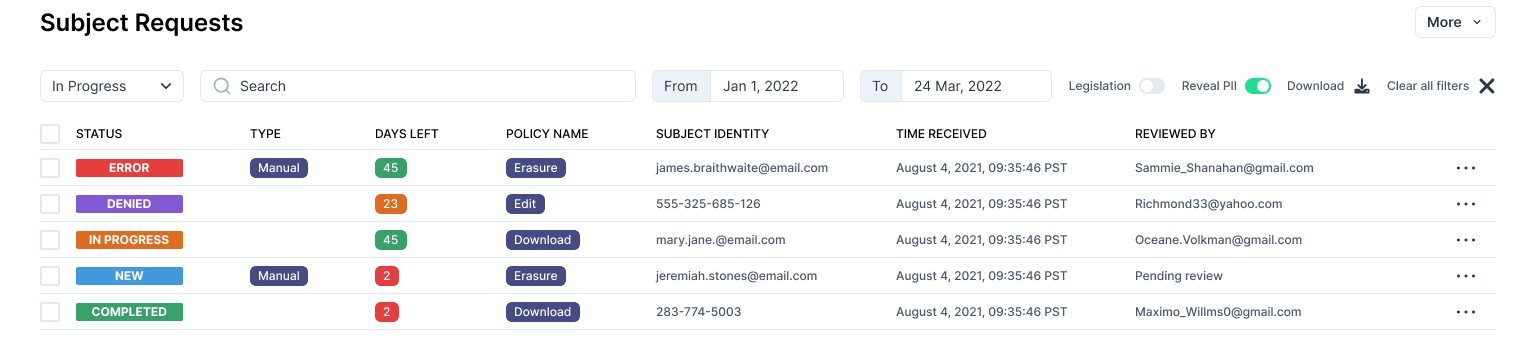 Subject Requests More
In Progress Search From Jan 1, 2022 To 24 Mar, 2022 Legislation Reveal PII Download Clear all filters
STATUS TYPE DAYS LEFT POLICY NAME SUBJECT IDENTITY TIME RECEIVED REVIEWED BY
ERROR Manual 45 Erasure james.braithwaite@email.com August 4, 2021, 09:35:46 PST Sammie_Shanahan@gmail.com
DENIED 23 Edit 555-325-685-126 August 4, 2021, 09:35:46 PST Richmond33@yahoo.com
IN PROGRESS 45 Download mary.jane.@email.com August 4, 2021, 09:35:46 PST Oceane.Volkman@gmail.com
NEW Manual 2 Erasure jeremiah.stones@email.com August 4, 2021, 09:35:46 PST Pending review
COMPLETED 2 Download 283-774-5003 August 4, 2021, 09:35:46 PST Maximo_Willms0@gmail.com